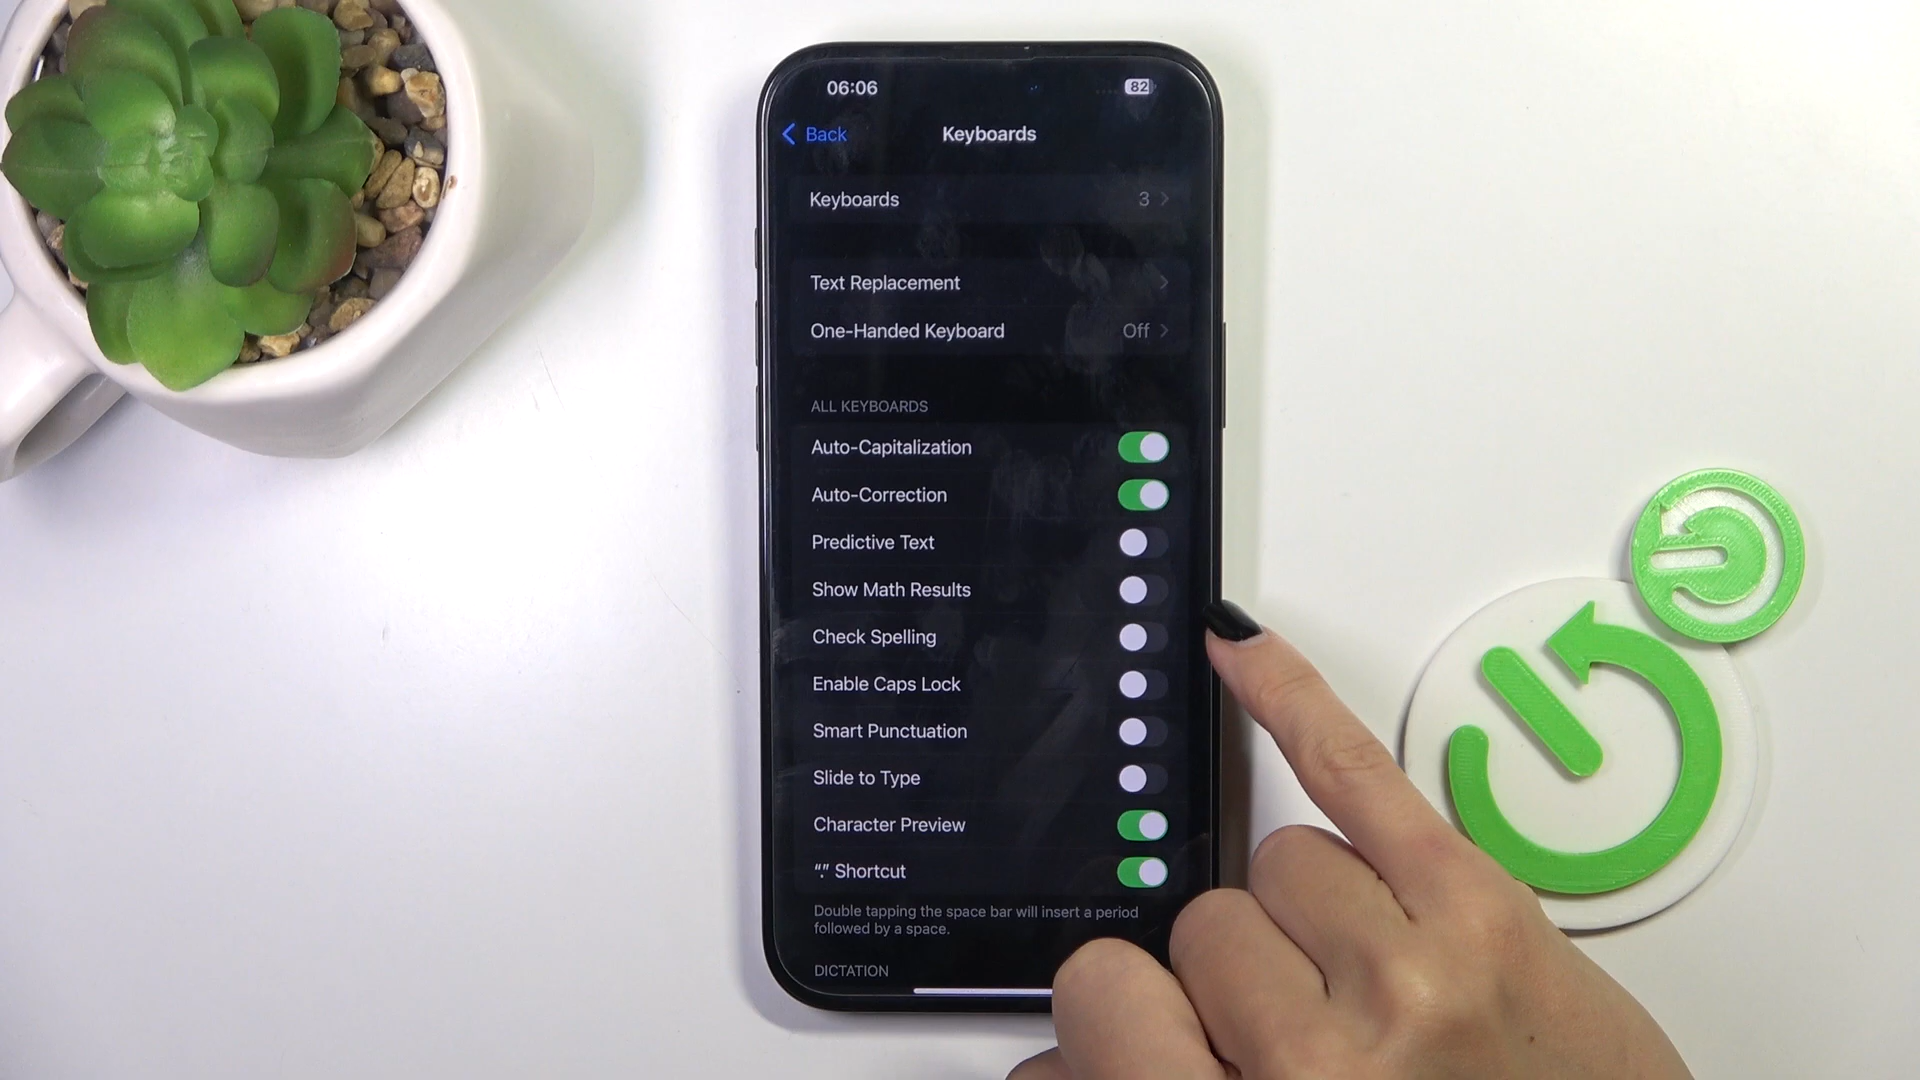 06:06
82
Back
Keyboards
Keyboards 3
Text Replacement
One-Handed Keyboard Off
ALL KEYBOARDS
Auto-Capitalization
Auto-Correction
Predictive Text
Show Math Results
Check Spelling
Enable Caps Lock
Smart Punctuation
Slide to Type
Character Preview
“.” Shortcut
Double tapping the space bar will insert a period
followed by a space.
DICTATION